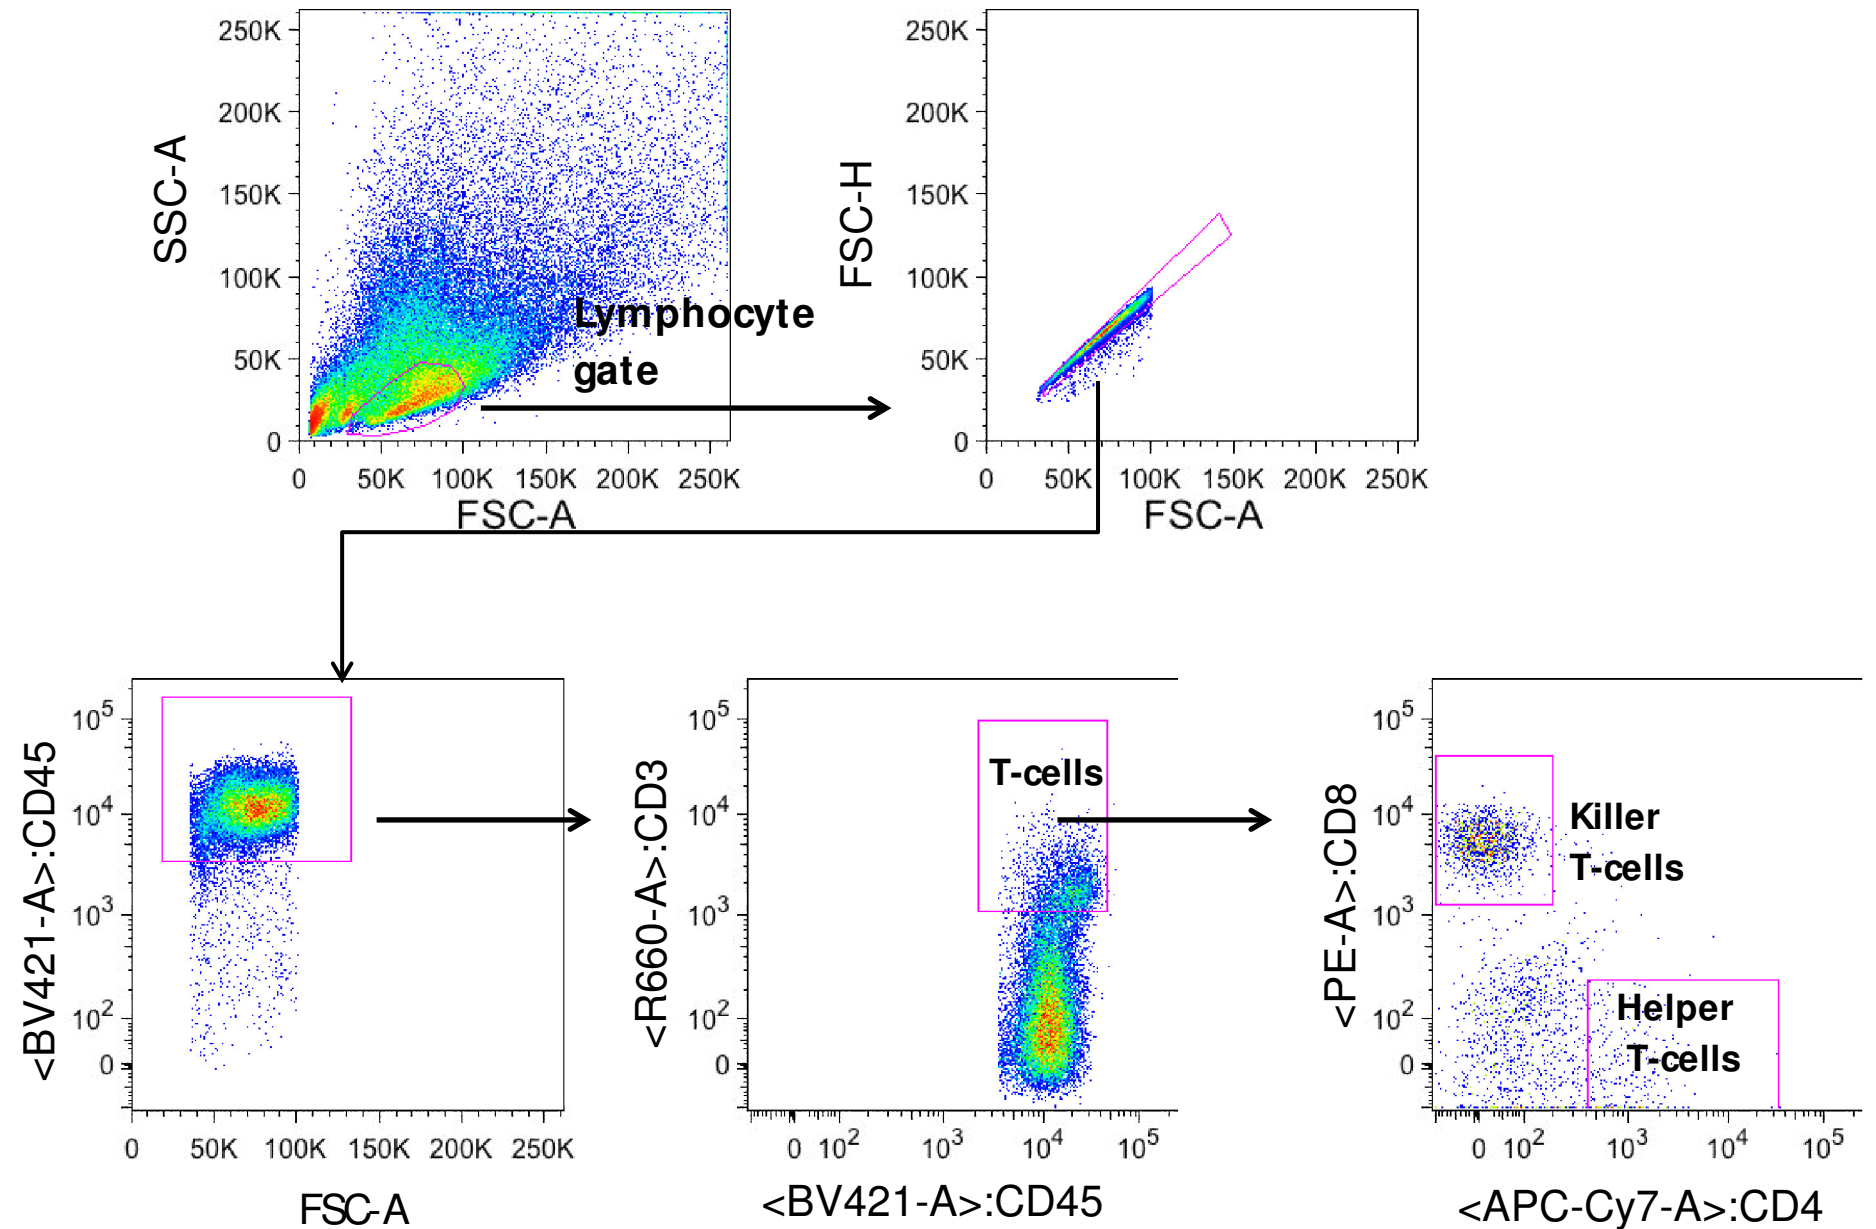 250K
200K
150K
100K
50K
0
SSC-A
0 50K 100K 150K 200K 250K
FSC-A
Lymphocyte
gate
250K
200K
150K
100K
50K
0
FSC-H
0 50K 100K 150K 200K 250K
FSC-A
10^5
10^4
10^3
10^2
0
<BV421-A>:CD45
0 50K 100K 150K 200K 250K
FSC-A
10^5
10^4
10^3
10^2
0
<R660-A>:CD3
T-cells
0 10^2 10^3 10^4 10^5
<BV421-A>:CD45
10^5
10^4
10^3
10^2
0
<PE-A>:CD8
Killer
T-cells
Helper
T-cells
0 10^2 10^3 10^4 10^5
<APC-Cy7-A>:CD4